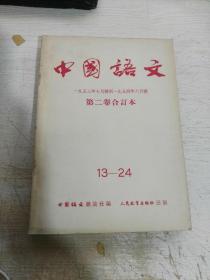 中國語文
一九五三年七月號到一九五四年六月號
第二卷合訂本
13—24
中國語文雜誌社編
人民教育出版社出版